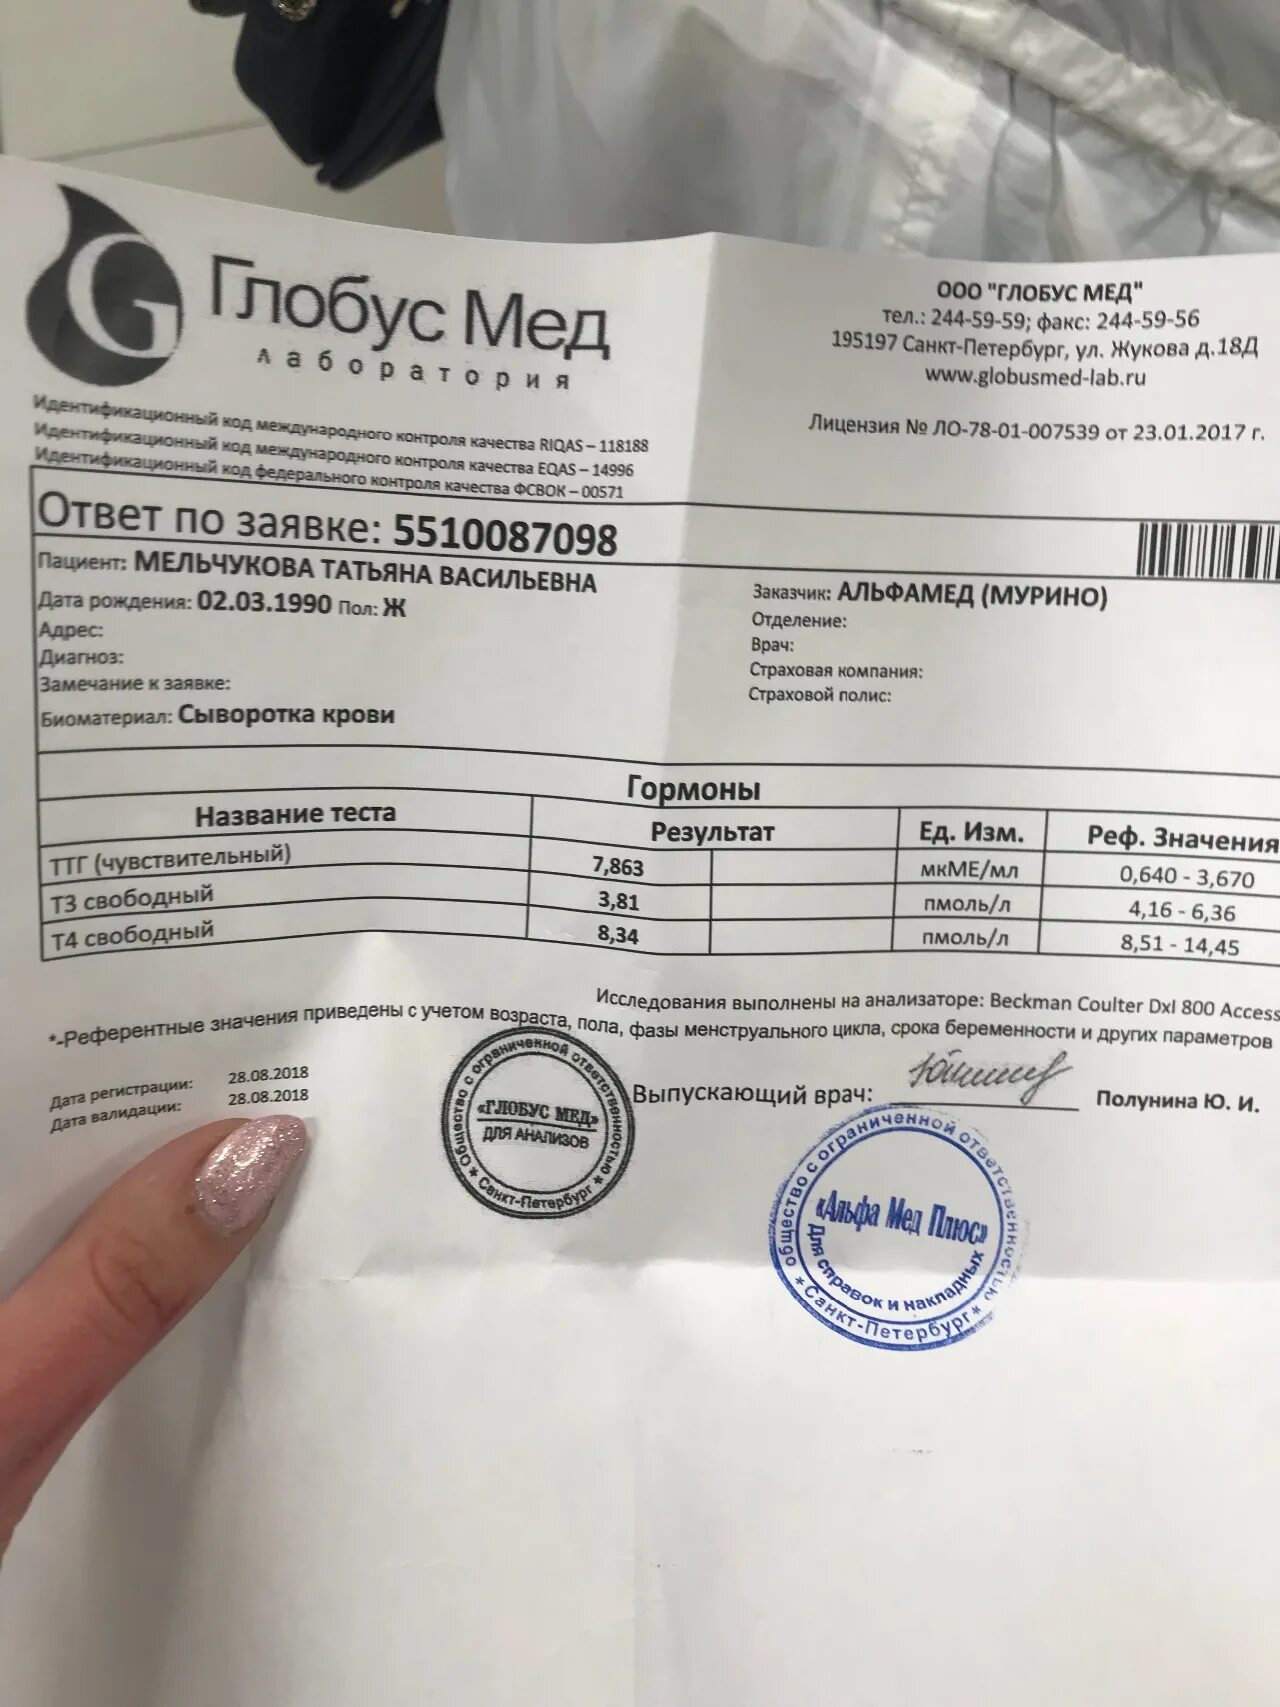 Глобус Мед
лаборатория
ООО "ГЛОБУС МЕД"
тел.: 244-59-59; факс: 244-59-56
195197 Санкт-Петербург, ул. Жукова д.18Д
www.globusmed-lab.ru
Лицензия № ЛО-78-01-007539 от 23.01.2017 г.
Идентификационный код международного контроля качества RIQAS – 118188
Идентификационный код международного контроля качества EQAS – 14996
Идентификационный код федерального контроля качества ФСВОК – 00571
Ответ по заявке: 5510087098
Пациент: МЕЛЬЧУКОВА ТАТЬЯНА ВАСИЛЬЕВНА
Дата рождения: 02.03.1990 Пол: Ж
Адрес:
Диагноз:
Замечание к заявке:
Биоматериал: Сыворотка крови
Заказчик: АЛЬФАМЕД (МУРИНО)
Отделение:
Врач:
Страховая компания:
Страховой полис:
Гормоны
Название теста Результат Ед. Изм. Реф. Значения
ТТГ (чувствительный) 7,863 мкМЕ/мл 0,640 - 3,670
Т3 свободный 3,81 пмоль/л 4,16 - 6,36
Т4 свободный 8,34 пмоль/л 8,51 - 14,45
Исследования выполнены на анализаторе: Beckman Coulter DxI 800 Access
*-Референтные значения приведены с учетом возраста, пола, фазы менструального цикла, срока беременности и других параметров
Дата регистрации: 28.08.2018
Дата валидации: 28.08.2018
Выпускающий врач: Полунина Ю. И.
Общество с ограниченной ответственностью
«ГЛОБУС МЕД»
ДЛЯ АНАЛИЗОВ
* Санкт-Петербург *
общество с ограниченной ответственностью
«Альфа Мед Плюс»
Для справок и накладных
* Санкт-Петербург *